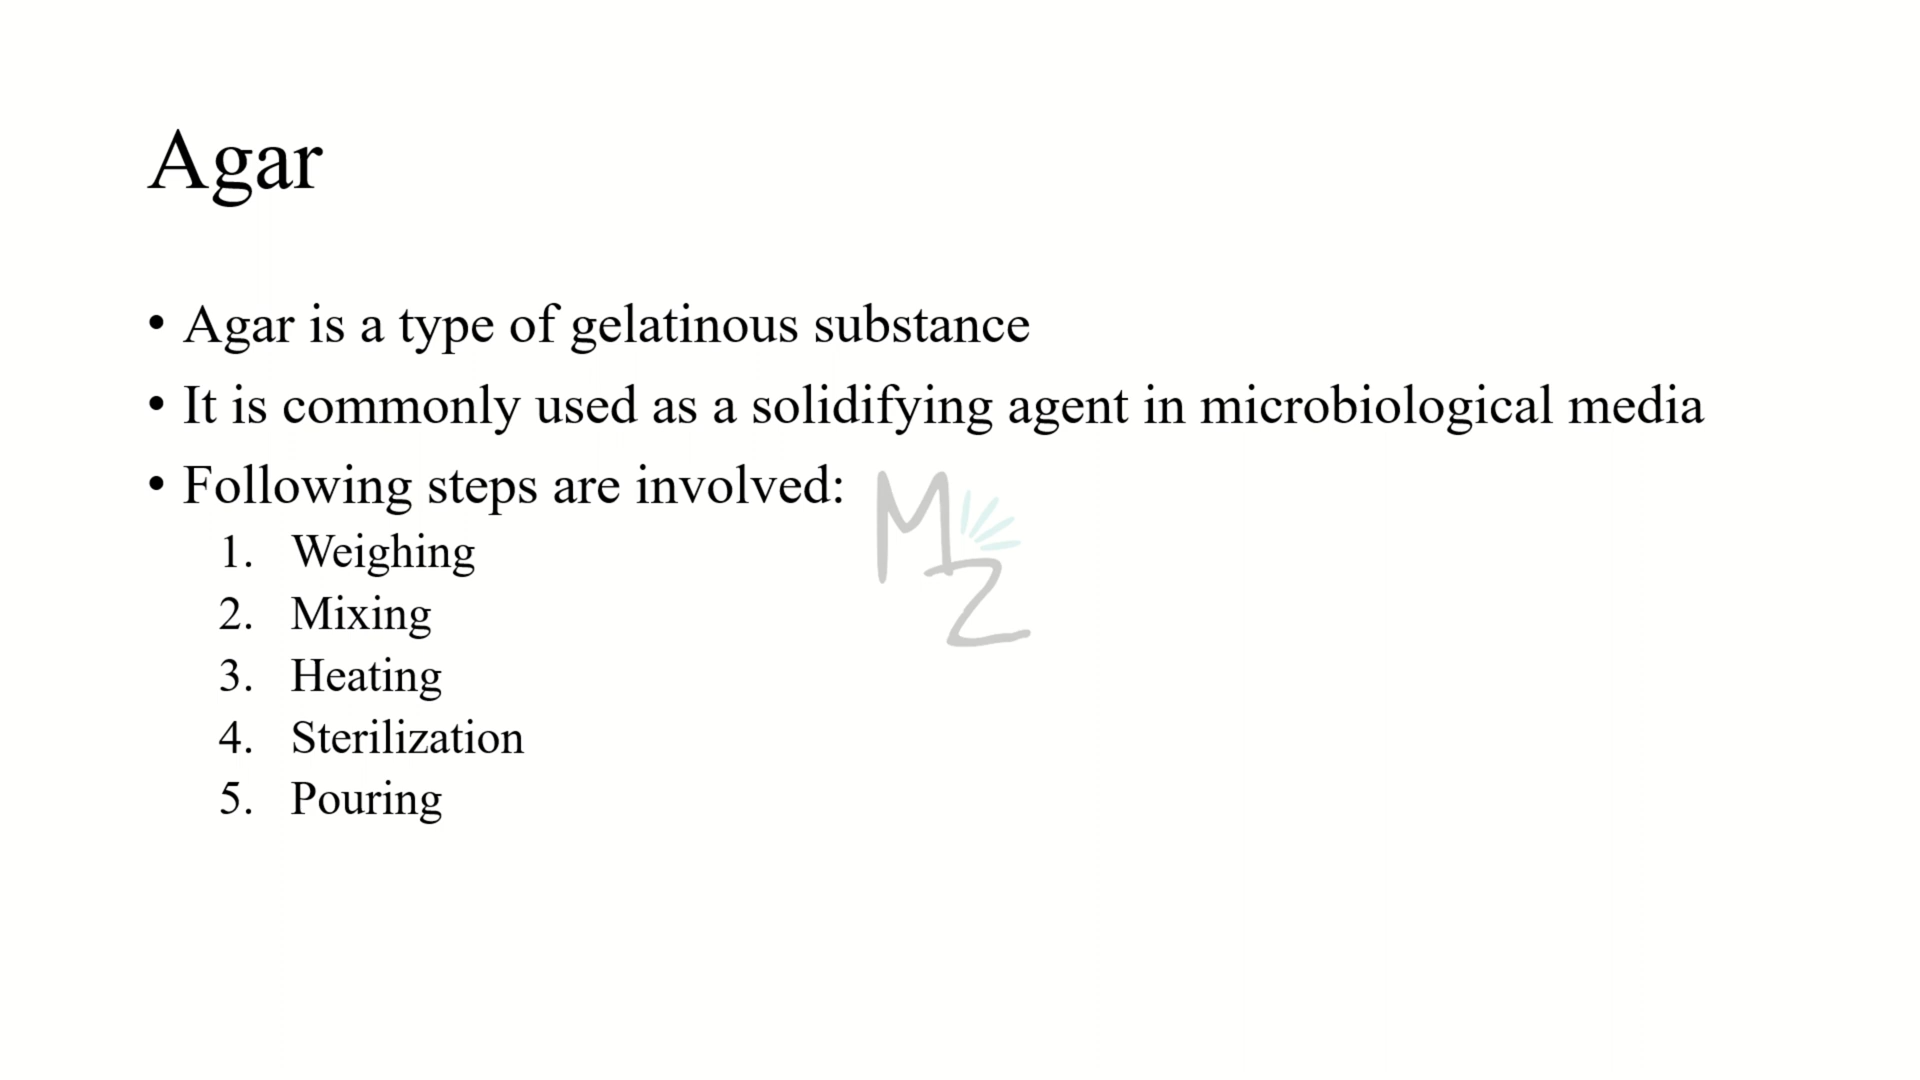 Agar
• Agar is a type of gelatinous substance
• It is commonly used as a solidifying agent in microbiological media
• Following steps are involved:
1. Weighing
2. Mixing
3. Heating
4. Sterilization
5. Pouring
MZ